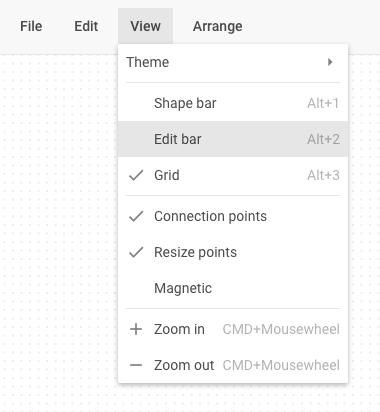 File Edit View Arrange
Theme
Shape bar Alt+1
Edit bar Alt+2
Grid Alt+3
Connection points
Resize points
Magnetic
Zoom in CMD+Mousewheel
Zoom out CMD+Mousewheel